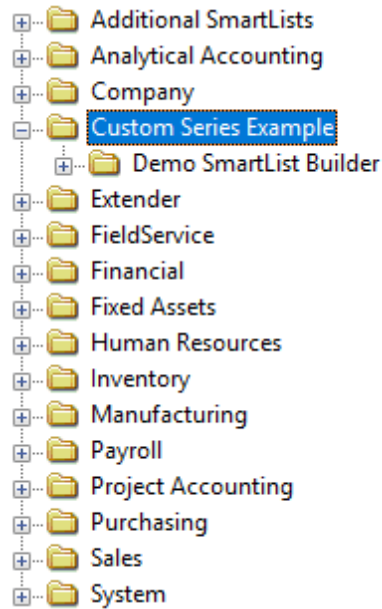 Additional SmartLists
Analytical Accounting
Company
Custom Series Example
Demo SmartList Builder
Extender
FieldService
Financial
Fixed Assets
Human Resources
Inventory
Manufacturing
Payroll
Project Accounting
Purchasing
Sales
System